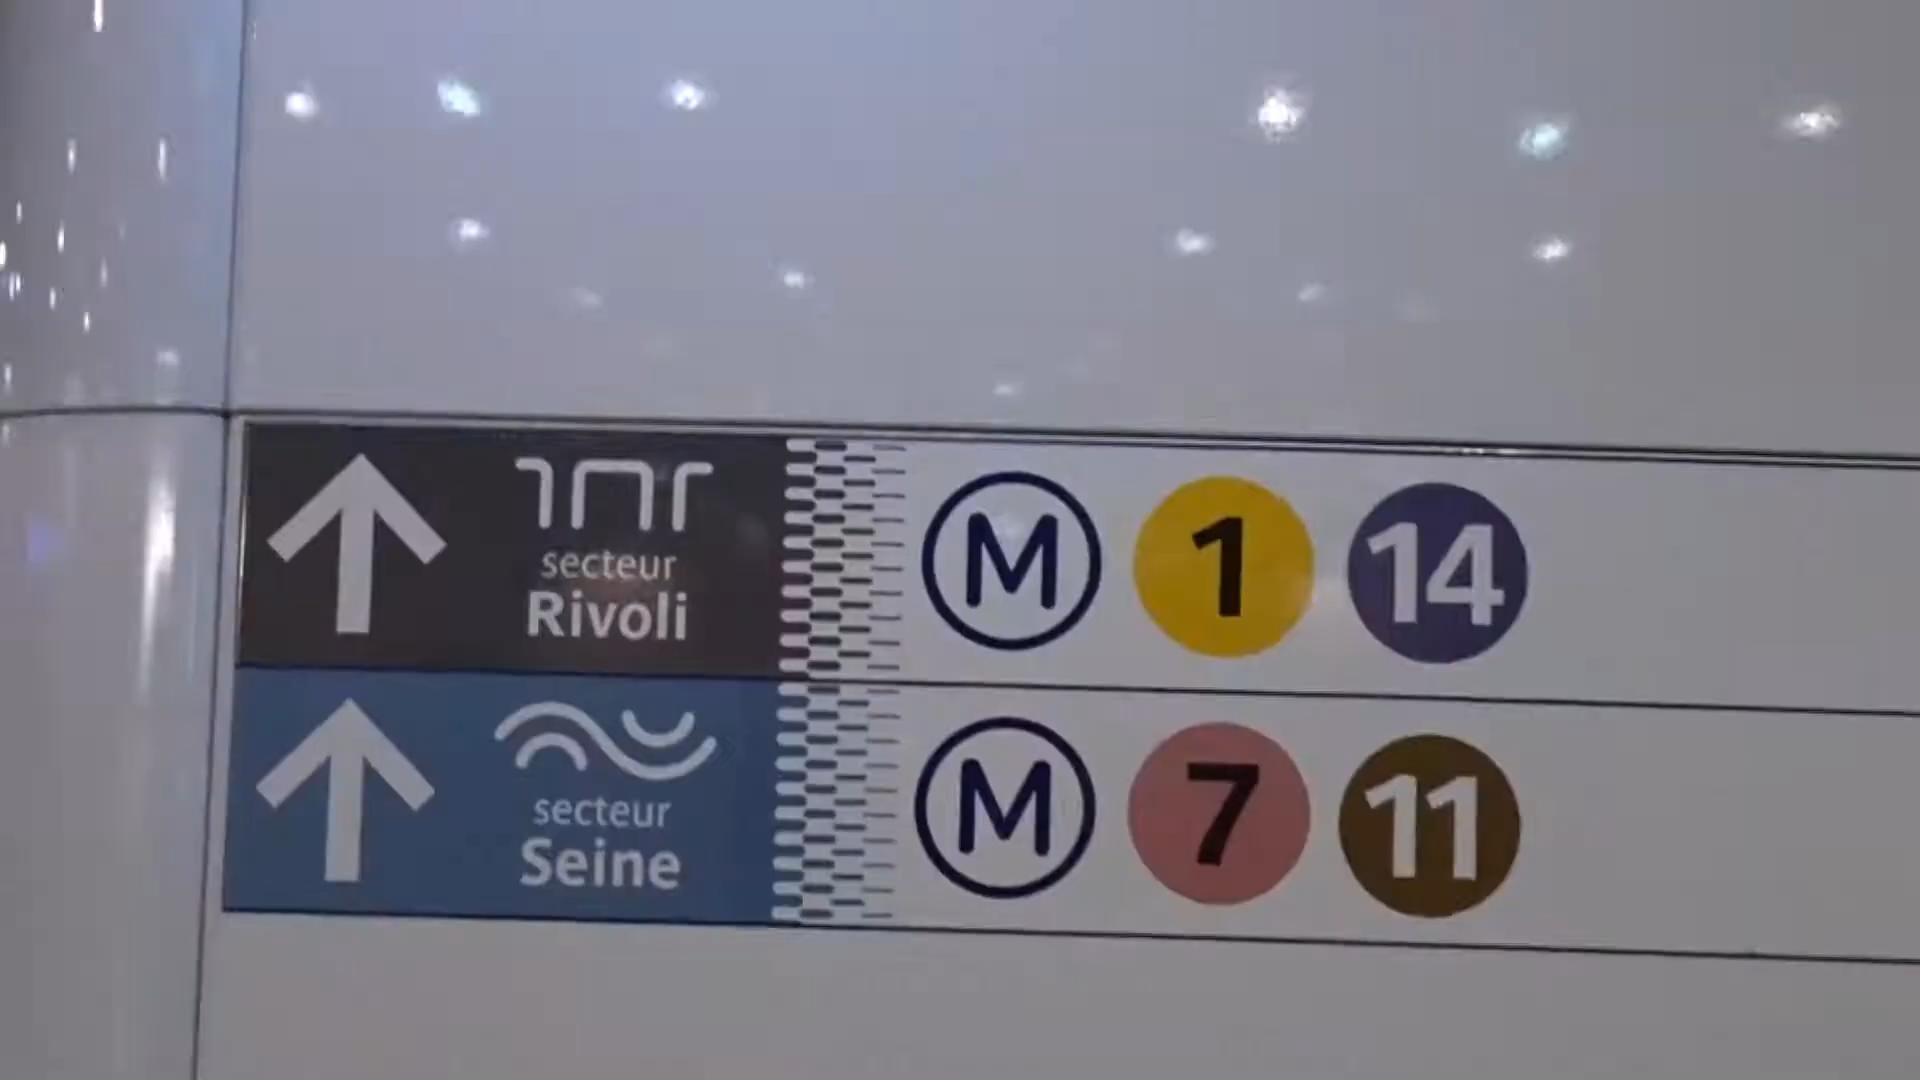 secteur
Rivoli
M 1 14
secteur
Seine
M 7 11